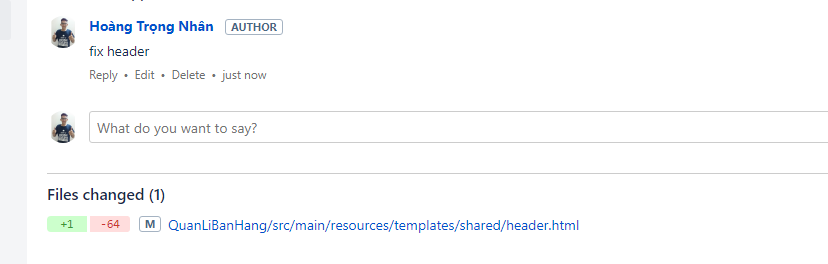 Hoàng Trọng Nhân AUTHOR
fix header
Reply • Edit • Delete • just now
What do you want to say?
Files changed (1)
+1 -64 M QuanLiBanHang/src/main/resources/templates/shared/header.html